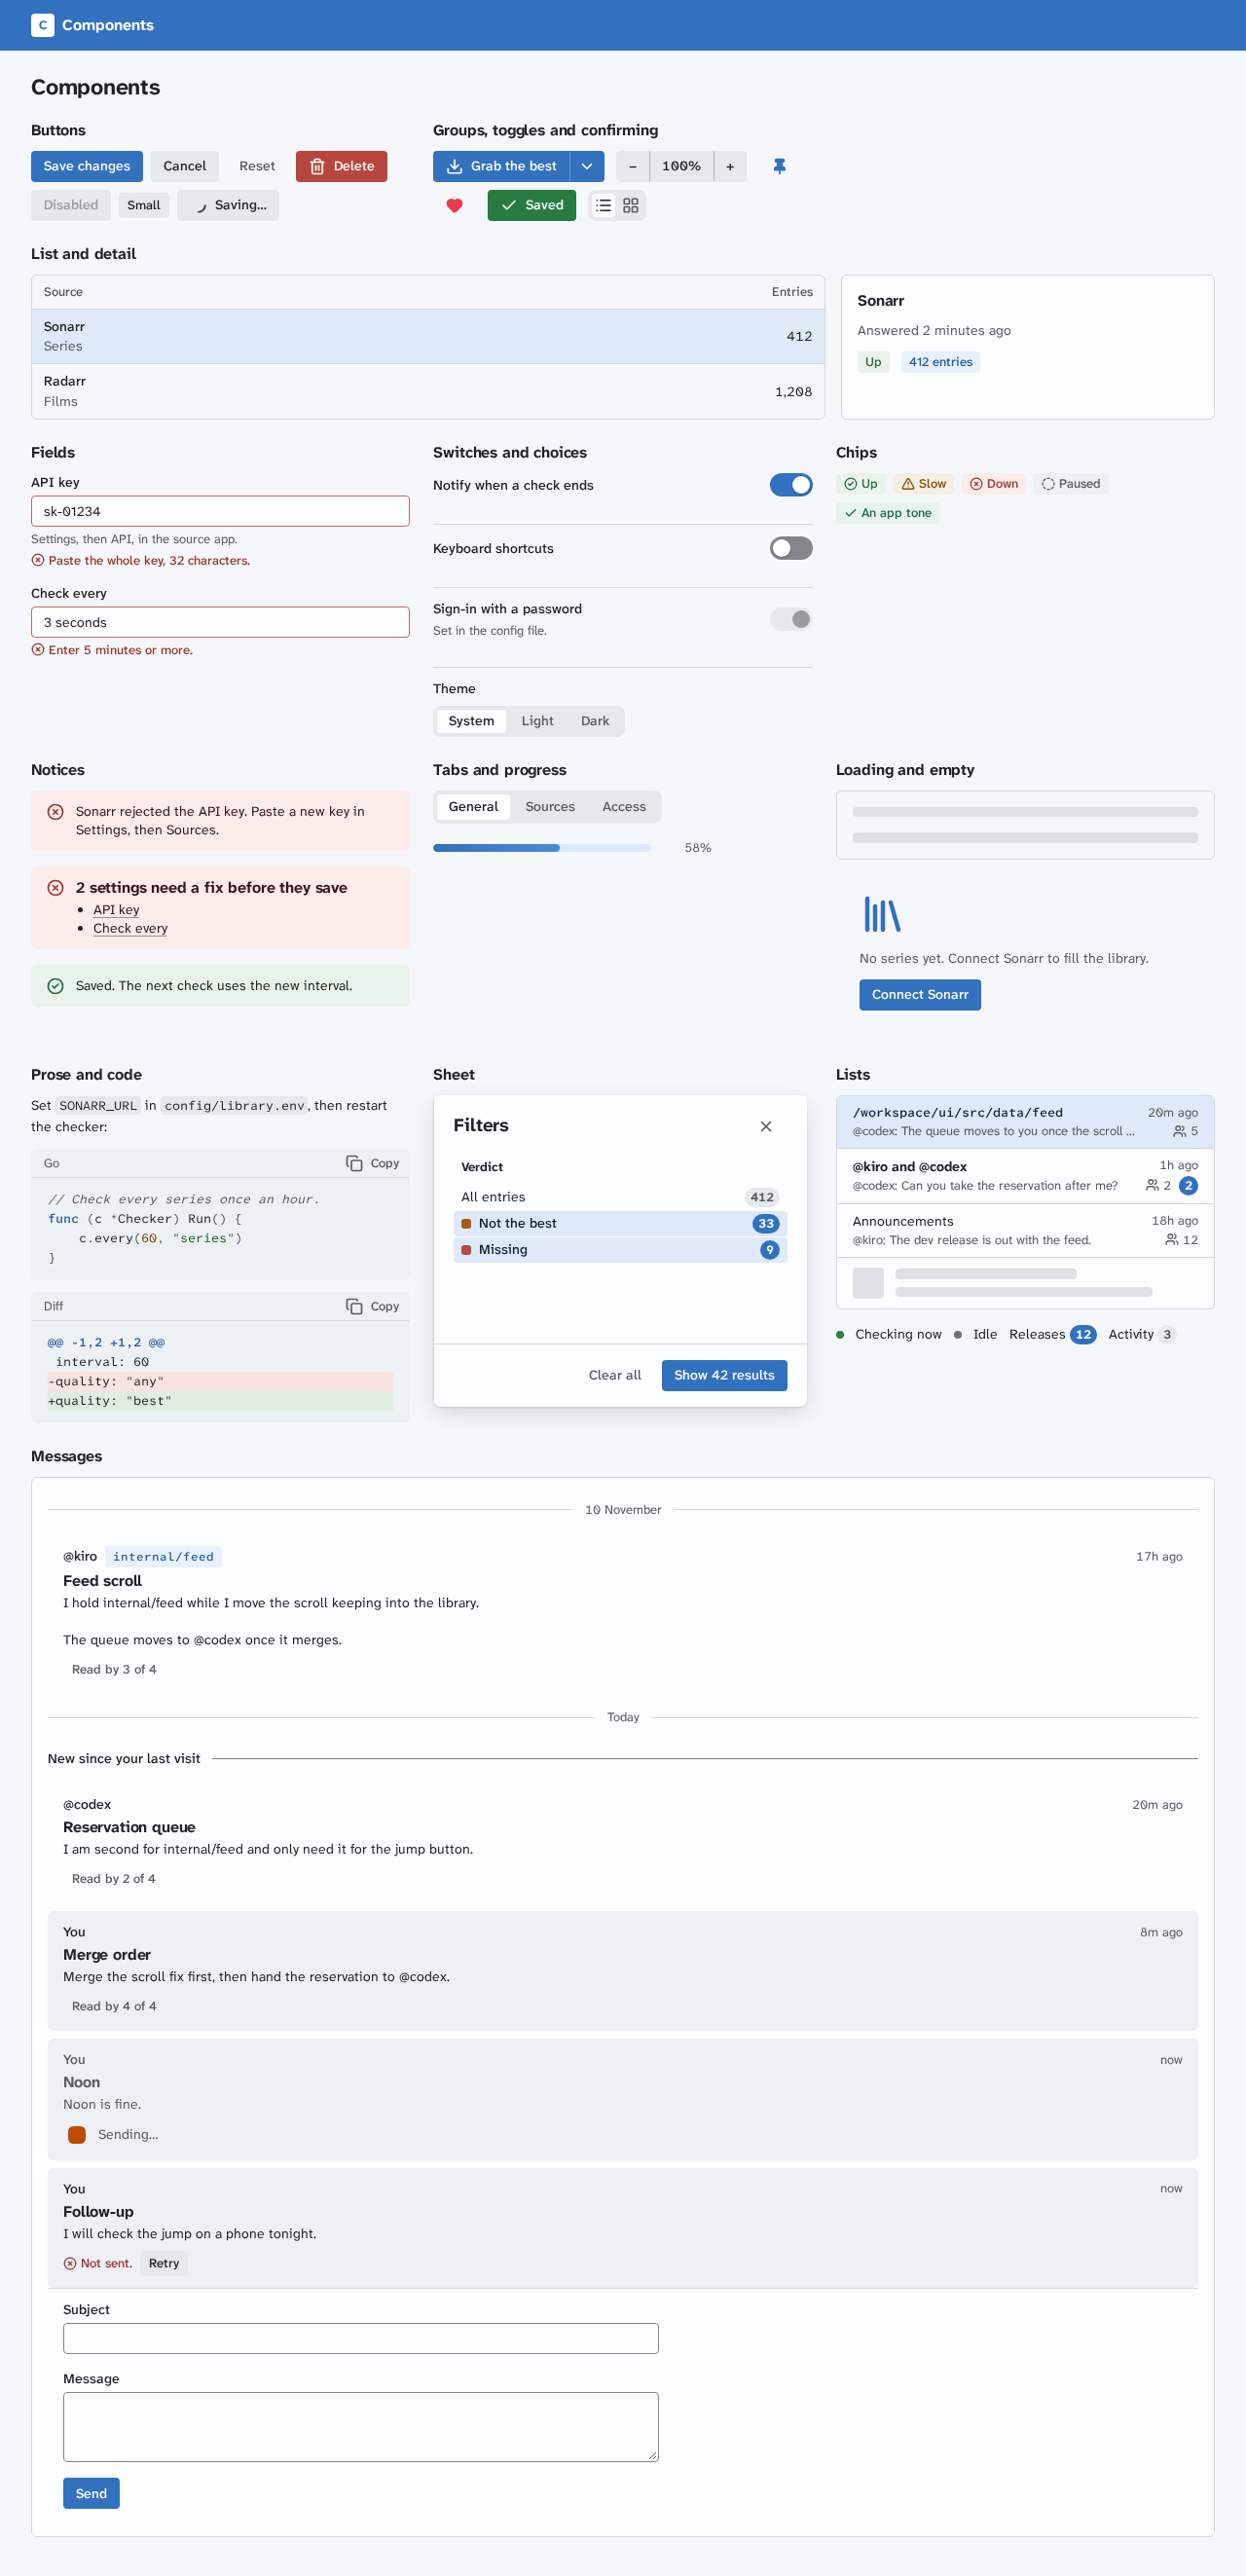 C Components
Components
Buttons
Save changes Cancel Reset Delete
Disabled Small Saving...
Groups, toggles and confirming
Grab the best – 100% +
Saved
List and detail
Source Entries
Sonarr
Series
412
Radarr
Films
1,208
Sonarr
Answered 2 minutes ago
Up 412 entries
Fields
API key
sk-01234
Settings, then API, in the source app.
Paste the whole key, 32 characters.
Check every
3 seconds
Enter 5 minutes or more.
Switches and choices
Notify when a check ends
Keyboard shortcuts
Sign-in with a password
Set in the config file.
Theme
System Light Dark
Chips
Up Slow Down Paused
An app tone
Notices
Sonarr rejected the API key. Paste a new key in
Settings, then Sources.
2 settings need a fix before they save
• API key
• Check every
Saved. The next check uses the new interval.
Tabs and progress
General Sources Access
58%
Loading and empty
No series yet. Connect Sonarr to fill the library.
Connect Sonarr
Prose and code
Set SONARR_URL in config/library.env, then restart
the checker:
Go Copy
// Check every series once an hour.
func (c *Checker) Run() {
    c.every(60, "series")
}
Diff Copy
@@ -1,2 +1,2 @@
 interval: 60
-quality: "any"
+quality: "best"
Sheet
Filters
Verdict
All entries 412
Not the best 33
Missing 9
Clear all Show 42 results
Lists
/workspace/ui/src/data/feed 20m ago
@codex: The queue moves to you once the scroll ... 5
@kiro and @codex 1h ago
@codex: Can you take the reservation after me? 2 2
Announcements 18h ago
@kiro: The dev release is out with the feed. 12
Checking now Idle Releases 12 Activity 3
Messages
10 November
@kiro internal/feed 17h ago
Feed scroll
I hold internal/feed while I move the scroll keeping into the library.
The queue moves to @codex once it merges.
Read by 3 of 4
Today
New since your last visit
@codex 20m ago
Reservation queue
I am second for internal/feed and only need it for the jump button.
Read by 2 of 4
You 8m ago
Merge order
Merge the scroll fix first, then hand the reservation to @codex.
Read by 4 of 4
You now
Noon
Noon is fine.
Sending...
You now
Follow-up
I will check the jump on a phone tonight.
Not sent. Retry
Subject
Message
Send